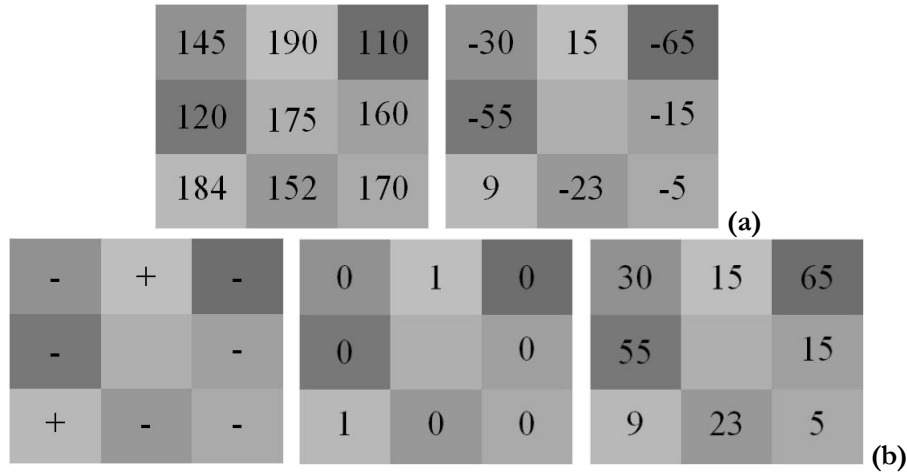 145 190 110 -30 15 -65
120 175 160 -55 -15
184 152 170 9 -23 -5 (a)
- + - 0 1 0 30 15 65
- - 0 0 55 15
+ - - 1 0 0 9 23 5 (b)